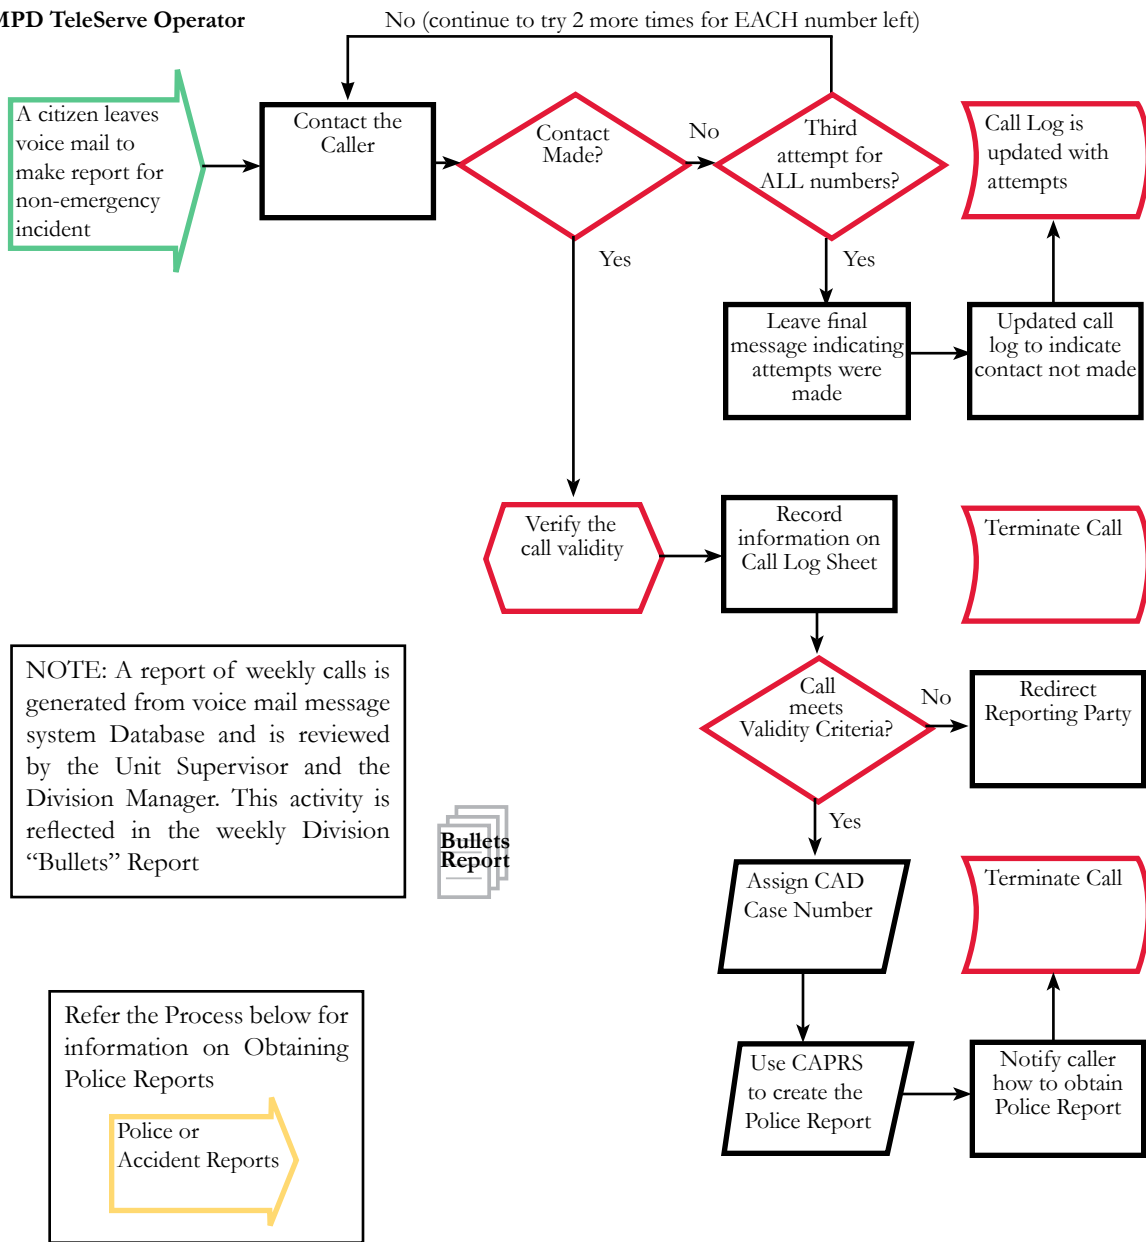 MPD TeleServe Operator
No (continue to try 2 more times for EACH number left)
A citizen leaves
voice mail to
make report for
non-emergency
incident
Contact the
Caller
Contact
Made?
No
Third
attempt for
ALL numbers?
Call Log is
updated with
attempts
Yes
Yes
Leave final
message indicating
attempts were
made
Updated call
log to indicate
contact not made
Verify the
call validity
Record
information on
Call Log Sheet
Terminate Call
NOTE: A report of weekly calls is
generated from voice mail message
system Database and is reviewed
by the Unit Supervisor and the
Division Manager. This activity is
reflected in the weekly Division
“Bullets” Report
Call
meets
Validity Criteria?
No
Redirect
Reporting Party
Bullets
Report
Yes
Assign CAD
Case Number
Terminate Call
Refer the Process below for
information on Obtaining
Police Reports
Police or
Accident Reports
Use CAPRS
to create the
Police Report
Notify caller
how to obtain
Police Report